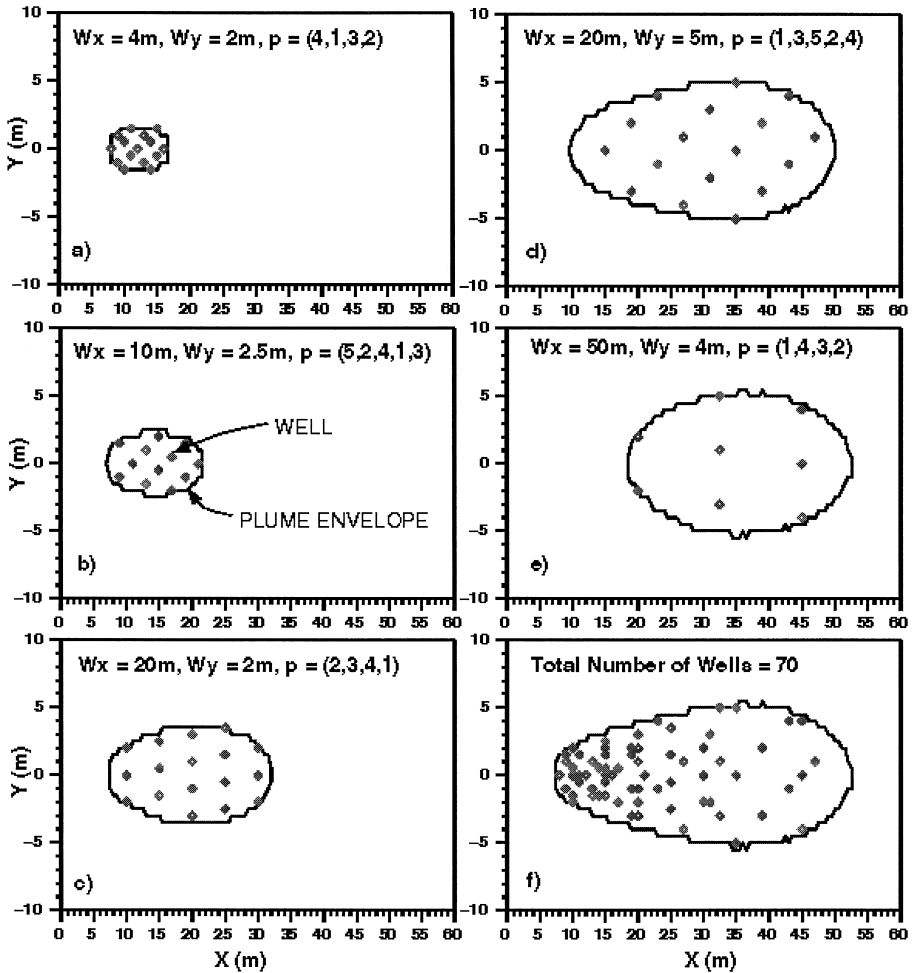 Wx = 4m, Wy = 2m, p = (4,1,3,2)
10
5
0
−5
−10
Y (m)
a)
0 5 10 15 20 25 30 35 40 45 50 55 60
Wx = 20m, Wy = 5m, p = (1,3,5,2,4)
10
5
0
−5
−10
d)
0 5 10 15 20 25 30 35 40 45 50 55 60
Wx = 10m, Wy = 2.5m, p = (5,2,4,1,3)
10
5
0
−5
−10
Y (m)
WELL
PLUME ENVELOPE
b)
0 5 10 15 20 25 30 35 40 45 50 55 60
Wx = 50m, Wy = 4m, p = (1,4,3,2)
10
5
0
−5
−10
e)
0 5 10 15 20 25 30 35 40 45 50 55 60
Wx = 20m, Wy = 2m, p = (2,3,4,1)
10
5
0
−5
−10
Y (m)
c)
0 5 10 15 20 25 30 35 40 45 50 55 60
X (m)
Total Number of Wells = 70
10
5
0
−5
−10
f)
0 5 10 15 20 25 30 35 40 45 50 55 60
X (m)